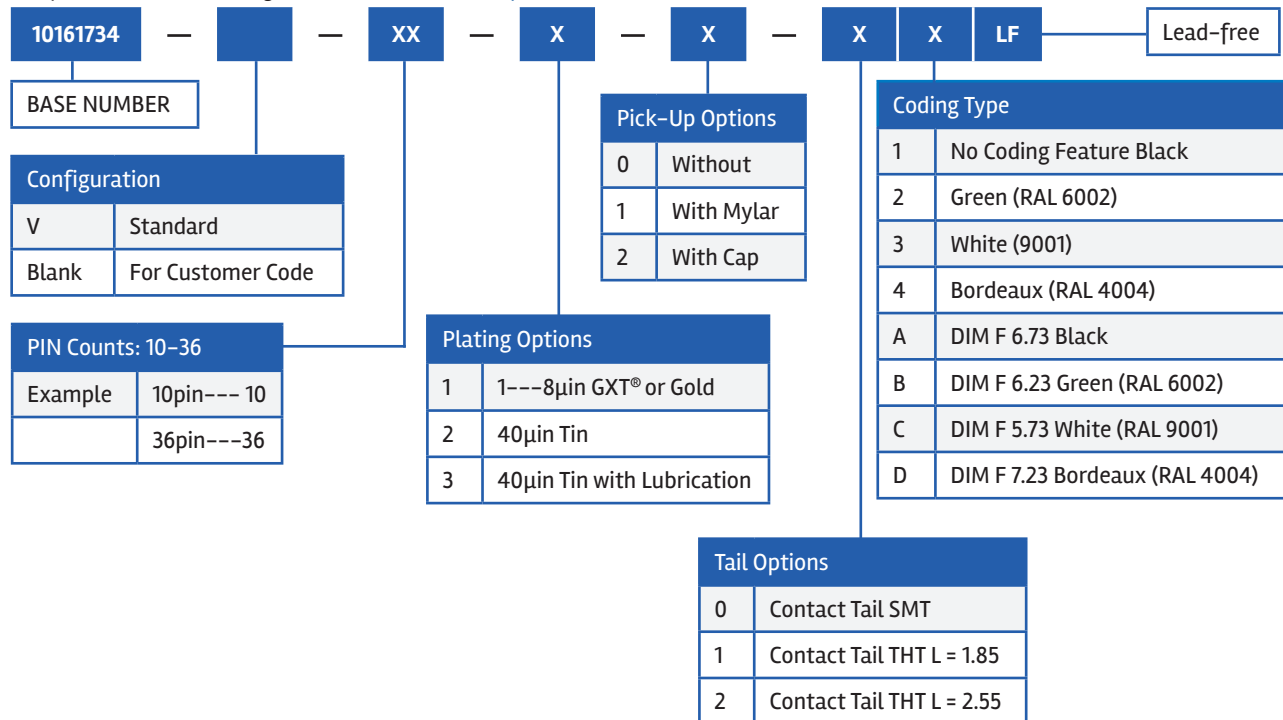 10161734 — — XX — X — X — X X LF Lead-free
BASE NUMBER
Configuration
V Standard
Blank For Customer Code
PIN Counts: 10-36
Example 10pin--- 10
36pin---36
Plating Options
1 1---8µin GXT® or Gold
2 40µin Tin
3 40µin Tin with Lubrication
Pick-Up Options
0 Without
1 With Mylar
2 With Cap
Tail Options
0 Contact Tail SMT
1 Contact Tail THT L = 1.85
2 Contact Tail THT L = 2.55
Coding Type
1 No Coding Feature Black
2 Green (RAL 6002)
3 White (9001)
4 Bordeaux (RAL 4004)
A DIM F 6.73 Black
B DIM F 6.23 Green (RAL 6002)
C DIM F 5.73 White (RAL 9001)
D DIM F 7.23 Bordeaux (RAL 4004)